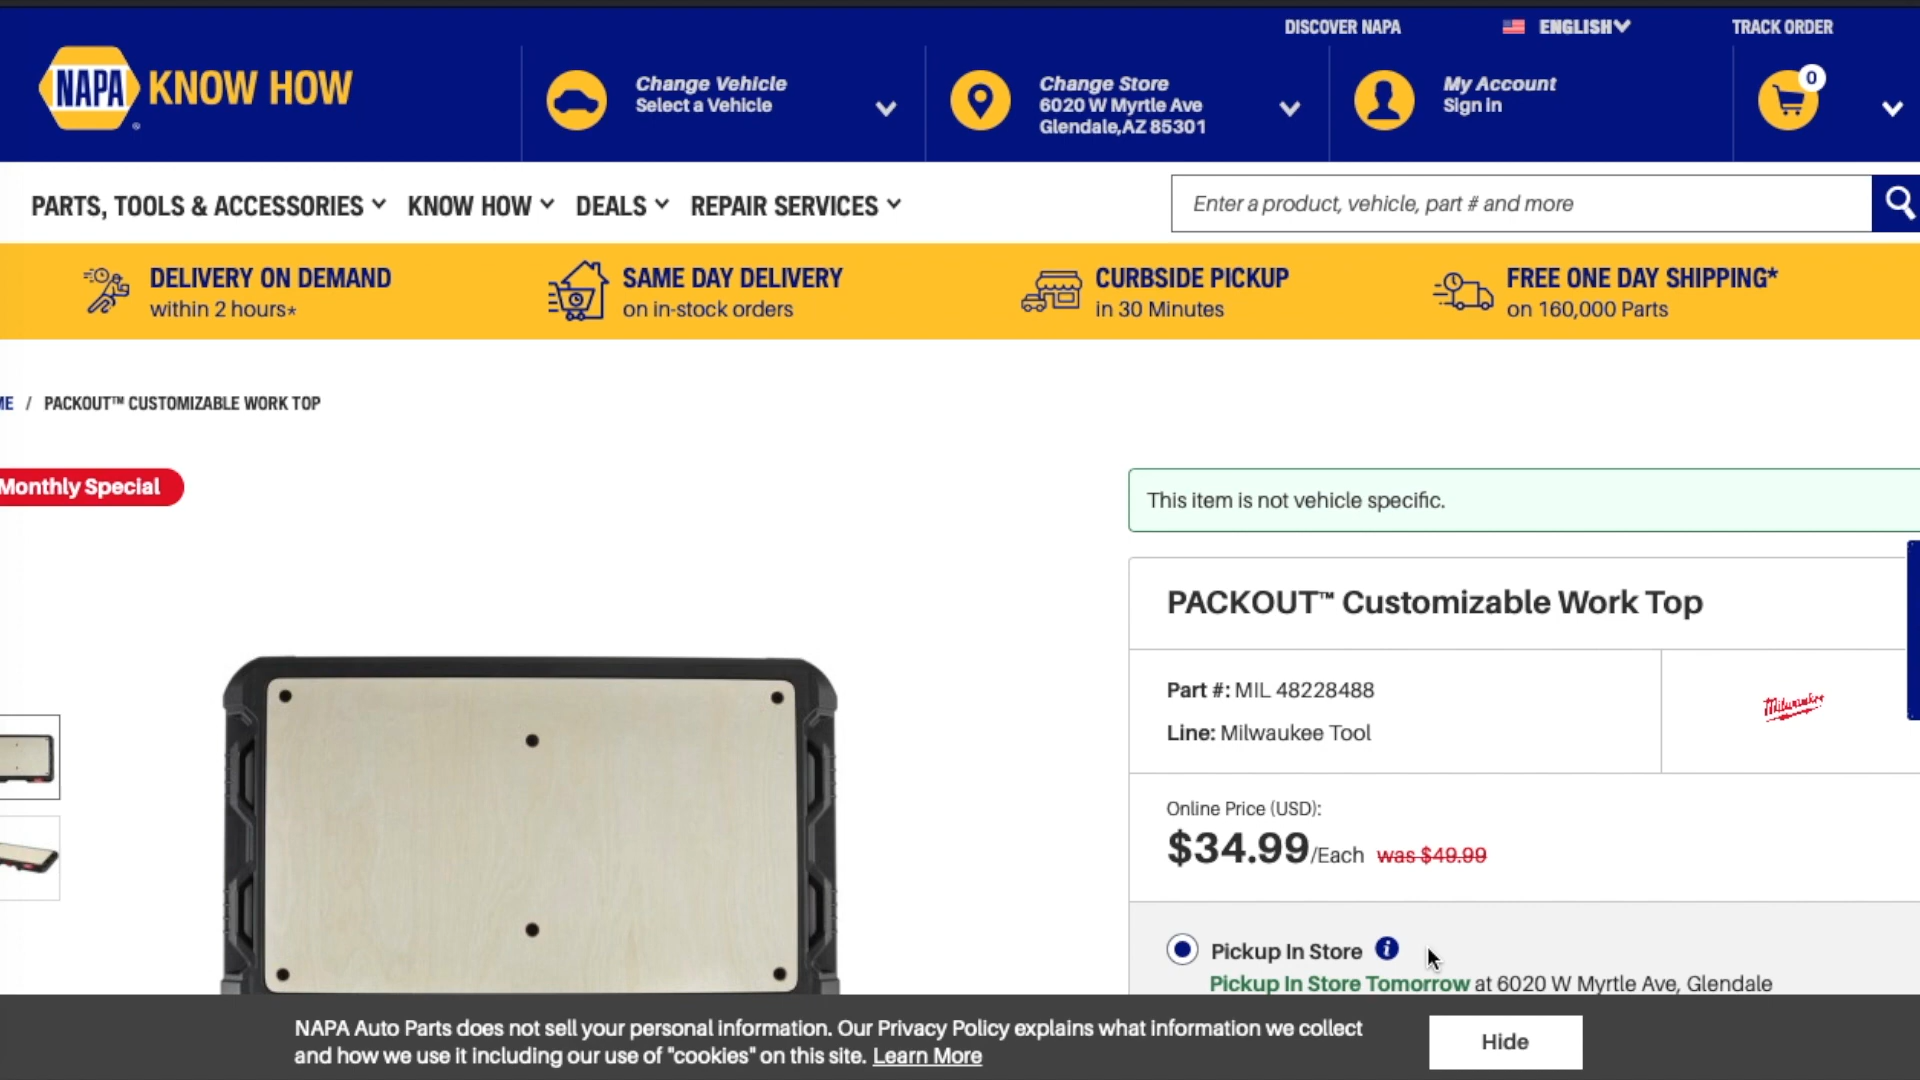 DISCOVER NAPA
ENGLISH
TRACK ORDER
NAPA KNOW HOW
Change Vehicle
Select a Vehicle
Change Store
6020 W Myrtle Ave
Glendale,AZ 85301
My Account
Sign in
0
PARTS, TOOLS & ACCESSORIES
KNOW HOW
DEALS
REPAIR SERVICES
Enter a product, vehicle, part # and more
DELIVERY ON DEMAND
within 2 hours*
SAME DAY DELIVERY
on in-stock orders
CURBSIDE PICKUP
in 30 Minutes
FREE ONE DAY SHIPPING*
on 160,000 Parts
ME / PACKOUT™ CUSTOMIZABLE WORK TOP
Monthly Special
This item is not vehicle specific.
PACKOUT™ Customizable Work Top
Part #: MIL 48228488
Line: Milwaukee Tool
Milwaukee
Online Price (USD):
$34.99/Each was $49.99
Pickup In Store
Pickup In Store Tomorrow at 6020 W Myrtle Ave, Glendale
NAPA Auto Parts does not sell your personal information. Our Privacy Policy explains what information we collect
and how we use it including our use of "cookies" on this site. Learn More
Hide